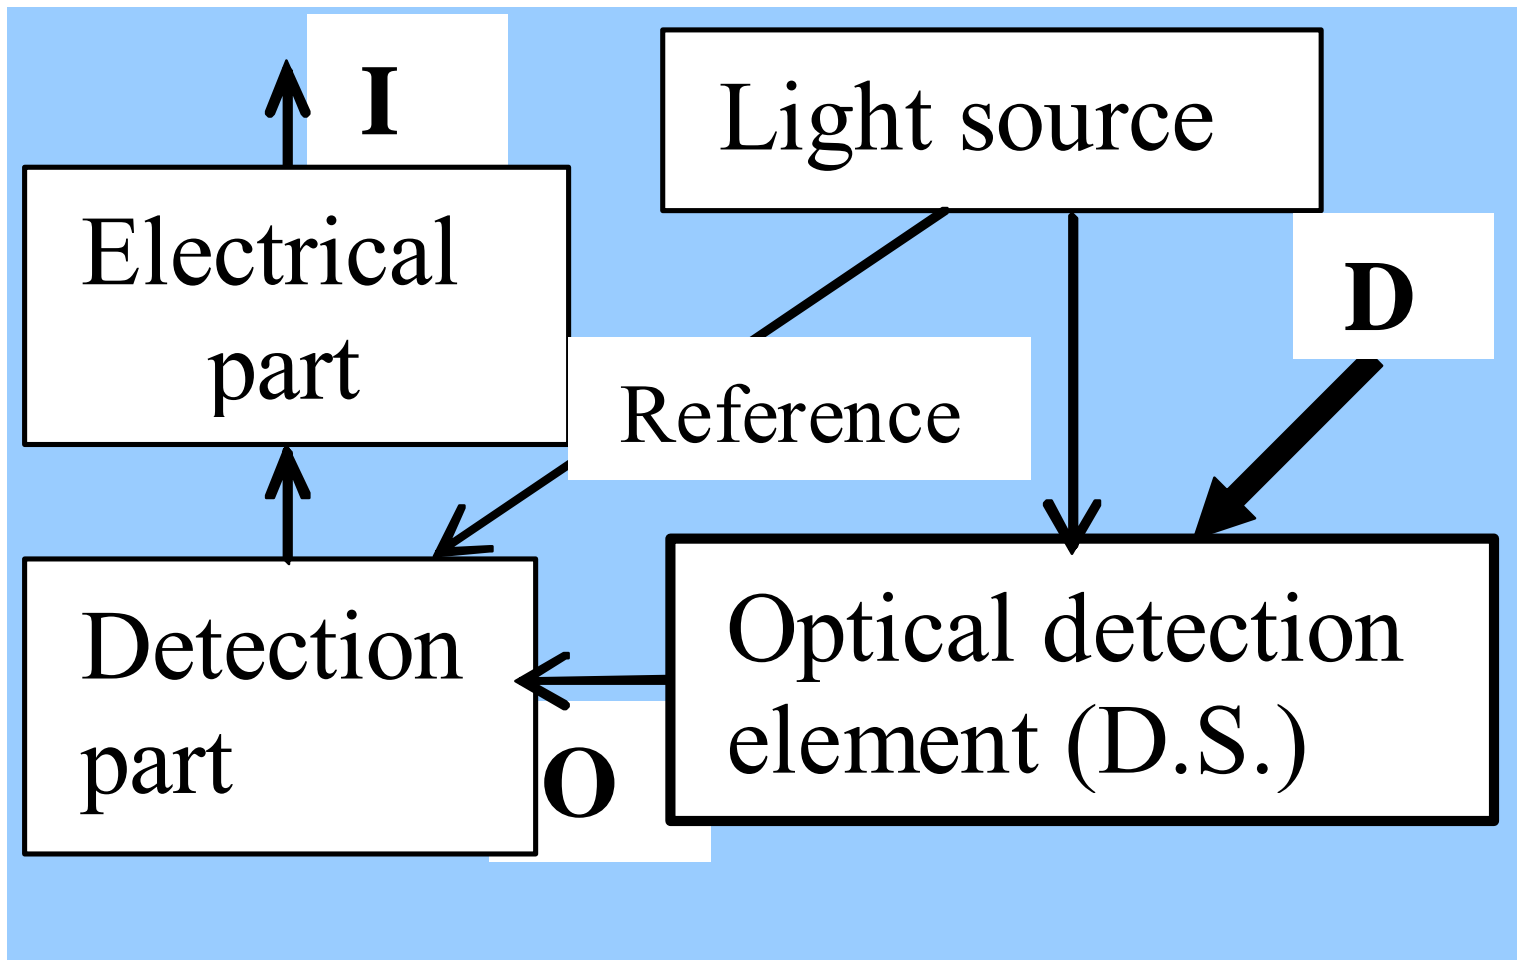 I
Light source
Electrical
part
D
Reference
Detection
part
Optical detection
element (D.S.)
O